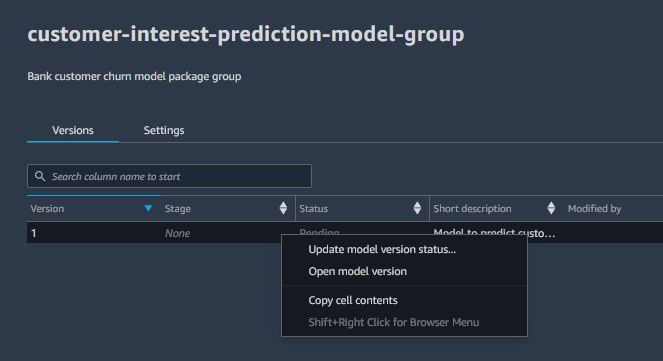 customer-interest-prediction-model-group
Bank customer churn model package group
Versions Settings
Search column name to start
Version Stage Status Short description Modified by
1 None Pending Model to predict custo...
Update model version status...
Open model version
Copy cell contents
Shift+Right Click for Browser Menu